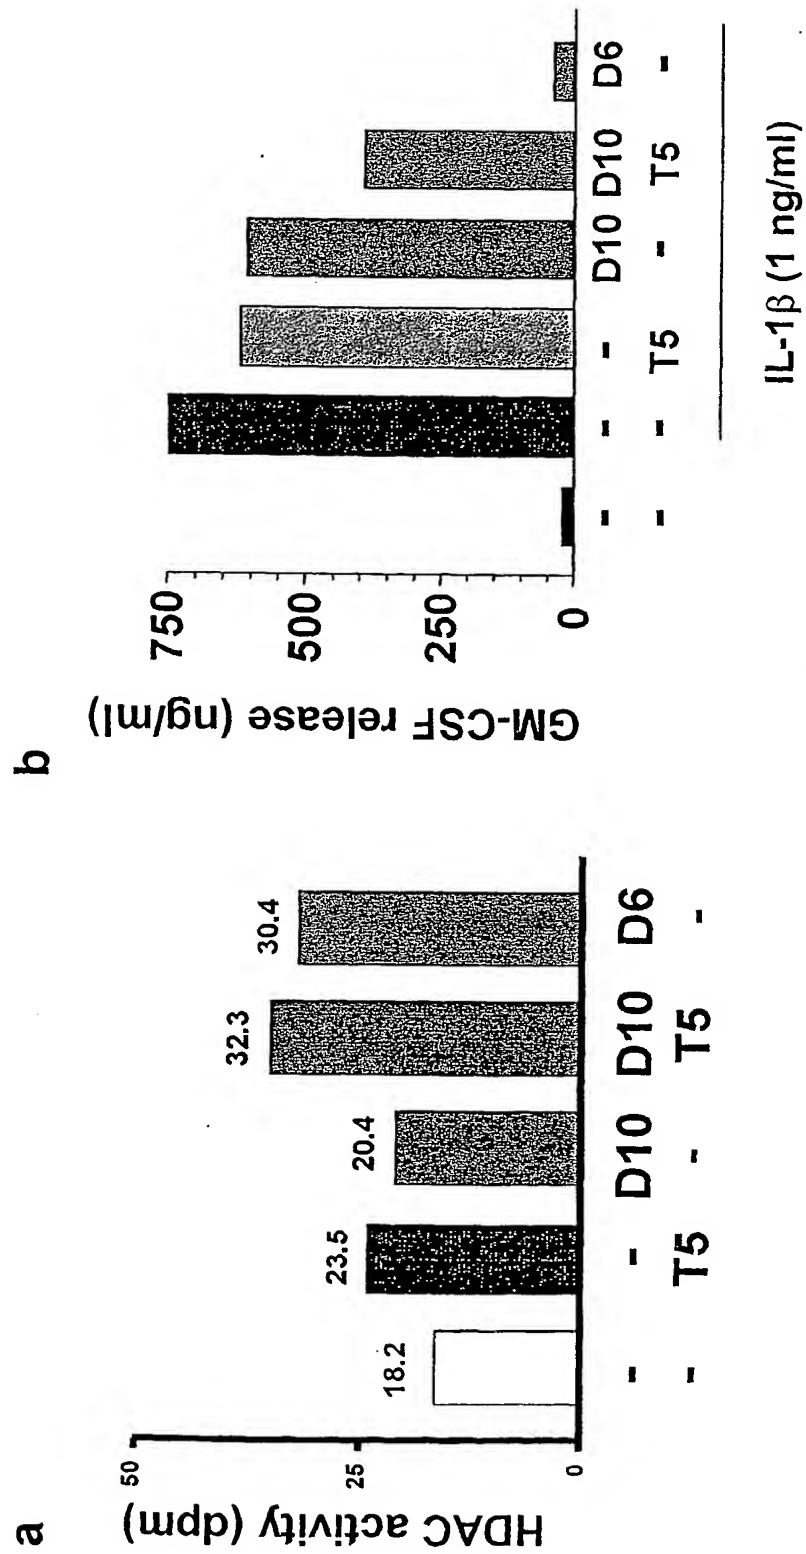 a
HDAC activity (dpm)
50
25
0
18.2
23.5
20.4
32.3
30.4
- - D10 D10 D6
- T5 - T5 -
b
GM-CSF release (ng/ml)
750
500
250
0
- - - D10 D10 D6
- - T5 - T5 -
IL-1β (1 ng/ml)